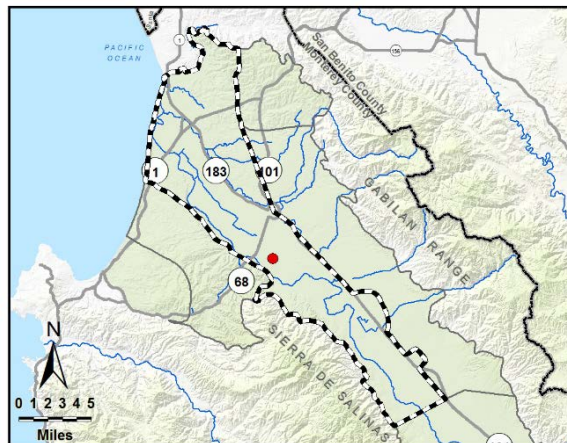 1
156
PACIFIC
OCEAN
San Benito County
Monterey County
183
101
1
GABILAN RANGE
68
SIERRA DE SALINAS
N
0 1 2 3 4 5
Miles